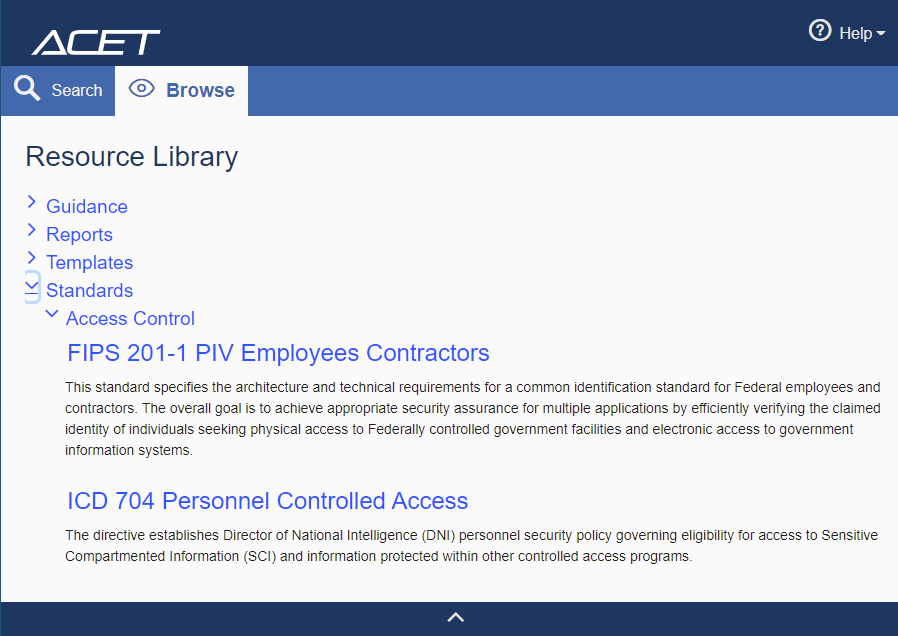 ACET
Help
Search
Browse
Resource Library
Guidance
Reports
Templates
Standards
Access Control
FIPS 201-1 PIV Employees Contractors
This standard specifies the architecture and technical requirements for a common identification standard for Federal employees and
contractors. The overall goal is to achieve appropriate security assurance for multiple applications by efficiently verifying the claimed
identity of individuals seeking physical access to Federally controlled government facilities and electronic access to government
information systems.
ICD 704 Personnel Controlled Access
The directive establishes Director of National Intelligence (DNI) personnel security policy governing eligibility for access to Sensitive
Compartmented Information (SCI) and information protected within other controlled access programs.